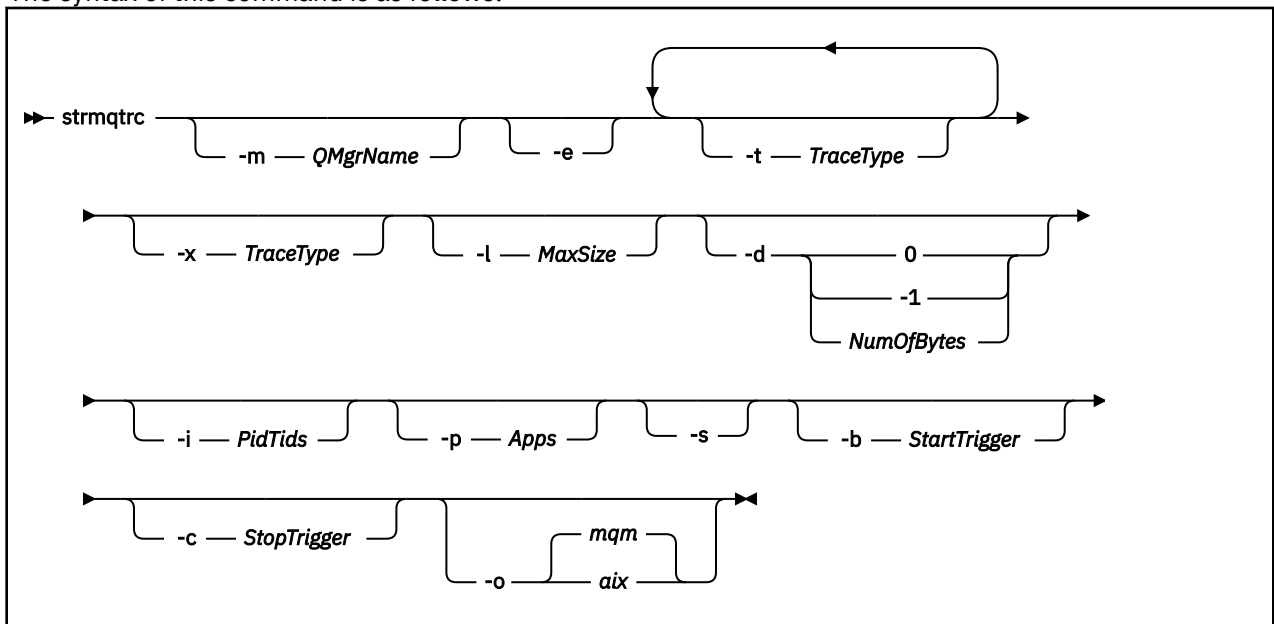 The syntax of this command is as follows:
strmqtrc
-m QMgrName
-e
-t TraceType
-x TraceType
-l MaxSize
-d
0
-1
NumOfBytes
-i PidTids
-p Apps
-s
-b StartTrigger
-c StopTrigger
-o
mqm
aix